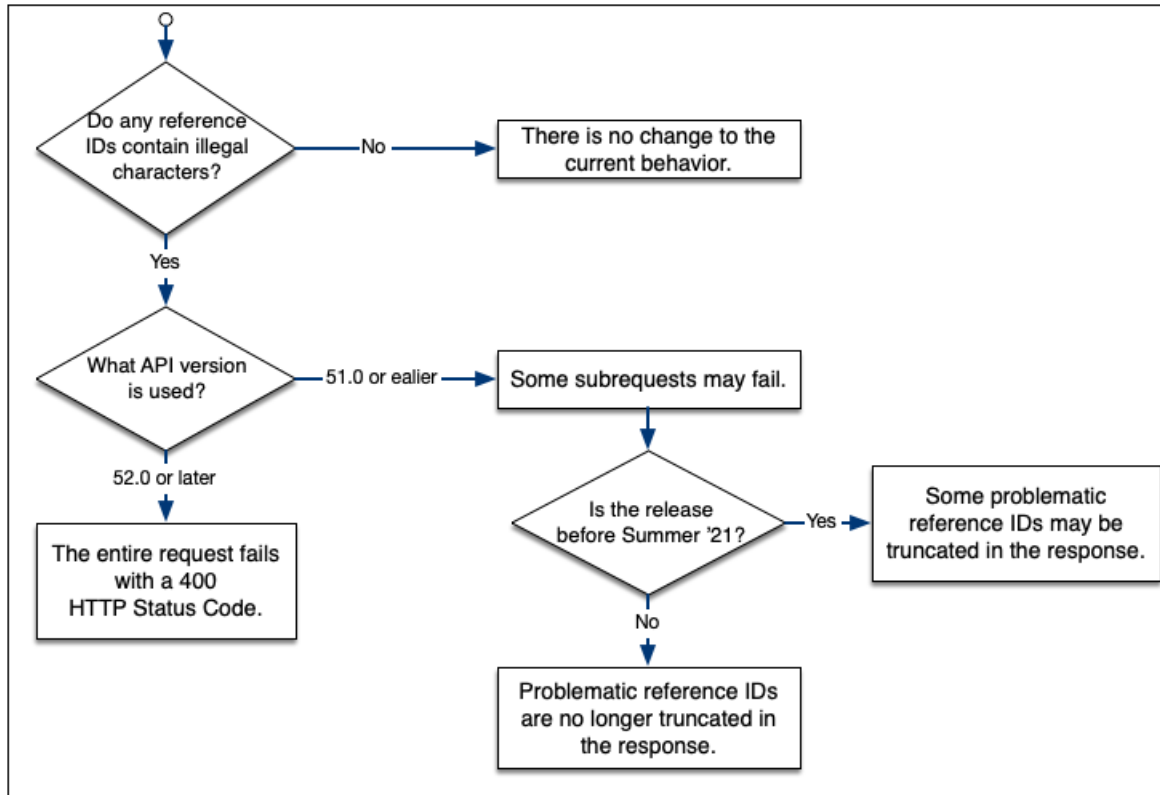 Do any reference
IDs contain illegal
characters?
No
There is no change to the
current behavior.
Yes
What API version
is used?
51.0 or ealier
Some subrequests may fail.
52.0 or later
The entire request fails
with a 400
HTTP Status Code.
Is the release
before Summer '21?
Yes
Some problematic
reference IDs may be
truncated in the response.
No
Problematic reference IDs
are no longer truncated in
the response.